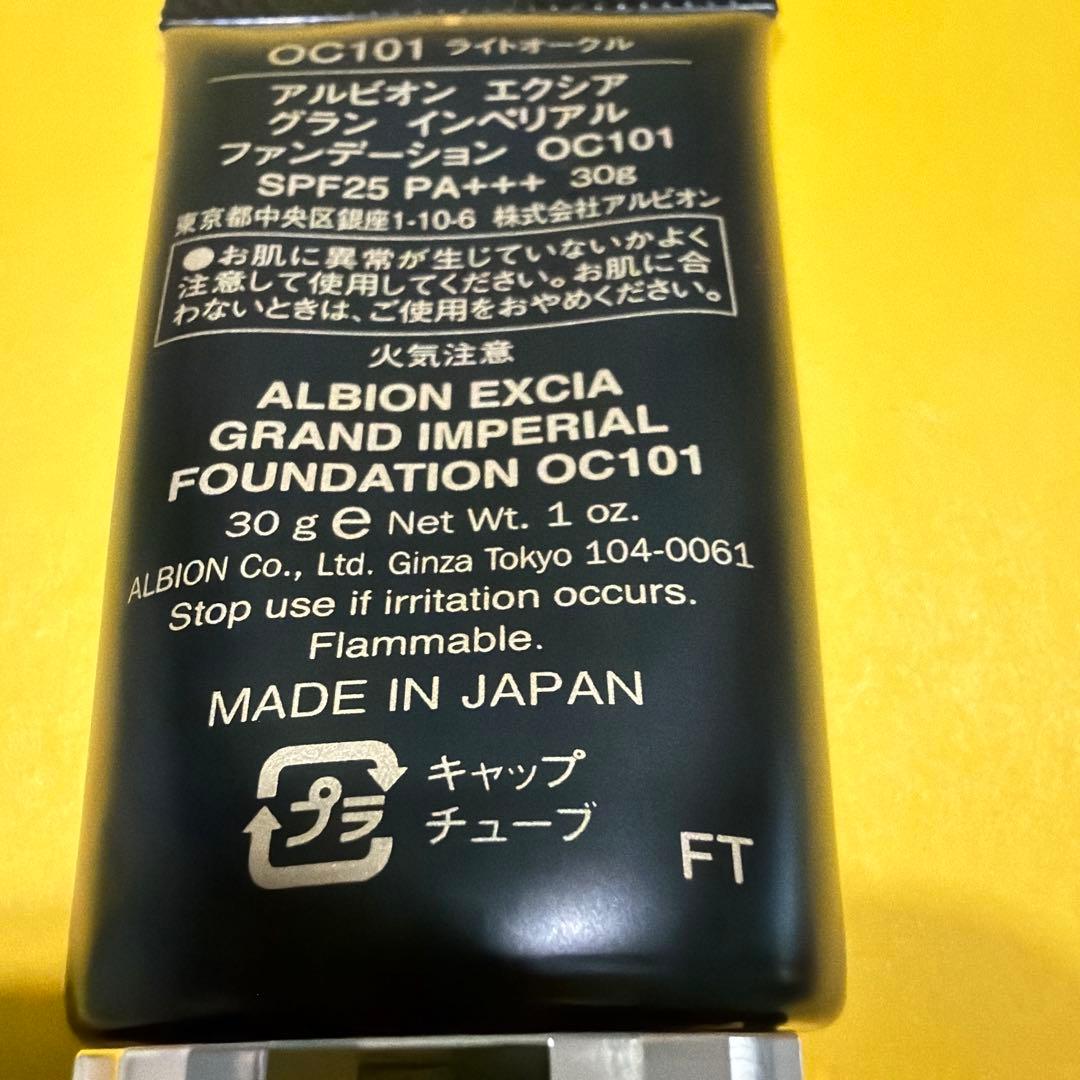 OC101 ライトオークル
アルビオン エクシア
グラン インペリアル
ファンデーション OC101
SPF25 PA+++ 30g
東京都中央区銀座1-10-6 株式会社アルビオン
●お肌に異常が生じていないかよく
注意して使用してください。お肌に合
わないときは、ご使用をおやめください。
火気注意
ALBION EXCIA
GRAND IMPERIAL
FOUNDATION OC101
30 g e Net Wt. 1 oz.
ALBION Co., Ltd. Ginza Tokyo 104-0061
Stop use if irritation occurs.
Flammable.
MADE IN JAPAN
プラ
キャップ
チューブ
FT